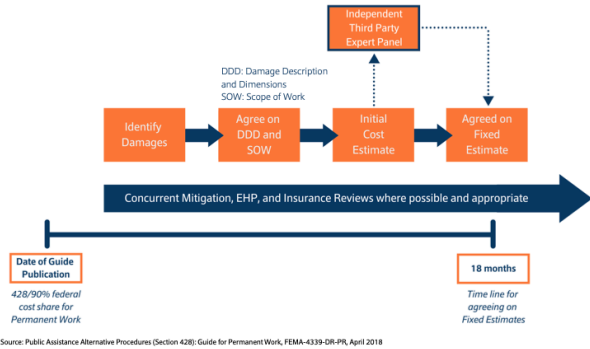 Independent
Third Party
Expert Panel
DDD: Damage Description
and Dimensions
SOW: Scope of Work
Identify
Damages
Agree on
DDD and
SOW
Initial
Cost
Estimate
Agreed on
Fixed
Estimate
Concurrent Mitigation, EHP, and Insurance Reviews where possible and appropriate
Date of Guide
Publication
428/90% federal
cost share for
Permanent Work
18 months
Time line for
agreeing on
Fixed Estimates
Source: Public Assistance Alternative Procedures (Section 428): Guide for Permanent Work, FEMA-4339-DR-PR, April 2018